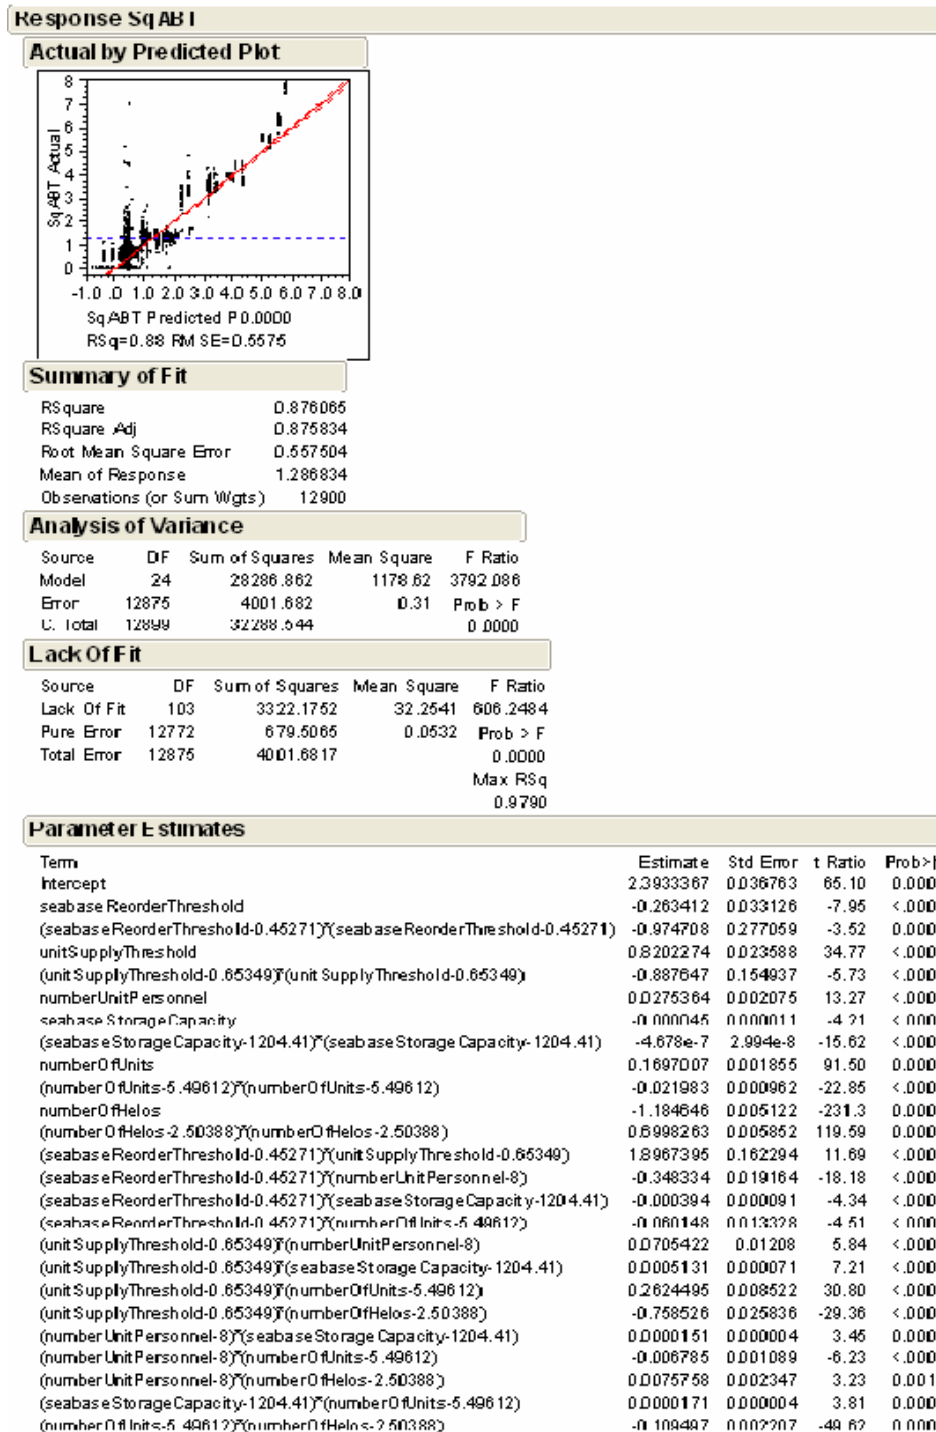 Response SqABT
Actual by Predicted Plot
8
7
6
5
4
3
2
1
0
SqABT Actual
-1.0 .0 1.0 2.0 3.0 4.0 5.0 6.0 7.0 8.0
SqABT Predicted P0.0000
RSq=0.88 RMSE=0.5575
Summary of Fit
RSquare 0.876065
RSquare Adj 0.875834
Root Mean Square Error 0.557504
Mean of Response 1.286834
Observations (or Sum Wgts) 12900
Analysis of Variance
Source DF Sum of Squares Mean Square F Ratio
Model 24 28286.862 1178.62 3792.086
Error 12875 4001.682 0.31 Prob > F
C. Total 12899 32288.544 0.0000
Lack Of Fit
Source DF Sum of Squares Mean Square F Ratio
Lack Of Fit 103 3322.1752 32.2541 606.2484
Pure Error 12772 679.5065 0.0532 Prob > F
Total Error 12875 4001.6817 0.0000
Max RSq
0.9790
Parameter Estimates
Term Estimate Std Error t Ratio Prob>|
Intercept 2.3933367 0.036763 65.10 0.000
seabaseReorderThreshold -0.263412 0.033126 -7.95 <.000
(seabaseReorderThreshold-0.45271)*(seabaseReorderThreshold-0.45271) -0.974708 0.277059 -3.52 <.000
unitSupplyThreshold 0.8202274 0.023588 34.77 <.000
(unitSupplyThreshold-0.65349)*(unitSupplyThreshold-0.65349) -0.887647 0.154937 -5.73 <.000
numberUnitPersonnel 0.0275364 0.002075 13.27 <.000
seabaseStorageCapacity -0.000045 0.000011 -4.21 <.000
(seabaseStorageCapacity-1204.41)*(seabaseStorageCapacity-1204.41) -4.678e-7 2.994e-8 -15.62 <.000
numberOfUnits 0.1697007 0.001855 91.50 0.000
(numberOfUnits-5.49612)*(numberOfUnits-5.49612) -0.021983 0.000962 -22.85 <.000
numberOfHelos -1.184646 0.005122 -231.3 0.000
(numberOfHelos-2.50388)*(numberOfHelos-2.50388) 0.6998263 0.005852 119.59 0.000
(seabaseReorderThreshold-0.45271)*(unitSupplyThreshold-0.65349) 1.8967395 0.162294 11.69 <.000
(seabaseReorderThreshold-0.45271)*(numberUnitPersonnel-8) -0.348334 0.019164 -18.18 <.000
(seabaseReorderThreshold-0.45271)*(seabaseStorageCapacity-1204.41) -0.000394 0.000091 -4.34 <.000
(seabaseReorderThreshold-0.45271)*(numberOfUnits-5.49612) -0.060148 0.013328 -4.51 <.000
(unitSupplyThreshold-0.65349)*(numberUnitPersonnel-8) 0.0705422 0.01208 5.84 <.000
(unitSupplyThreshold-0.65349)*(seabaseStorageCapacity-1204.41) 0.0005131 0.000071 7.21 <.000
(unitSupplyThreshold-0.65349)*(numberOfUnits-5.49612) 0.2624495 0.008522 30.80 <.000
(unitSupplyThreshold-0.65349)*(numberOfHelos-2.50388) -0.758526 0.025836 -29.36 <.000
(numberUnitPersonnel-8)*(seabaseStorageCapacity-1204.41) 0.0000151 0.000004 3.45 0.000
(numberUnitPersonnel-8)*(numberOfUnits-5.49612) -0.006785 0.001089 -6.23 <.000
(numberUnitPersonnel-8)*(numberOfHelos-2.50388) 0.0075758 0.002347 3.23 0.001
(seabaseStorageCapacity-1204.41)*(numberOfUnits-5.49612) 0.0000171 0.000004 3.81 0.000
(numberOfUnits-5.49612)*(numberOfHelos-2.50388) -0.109497 0.002207 -49.62 0.000